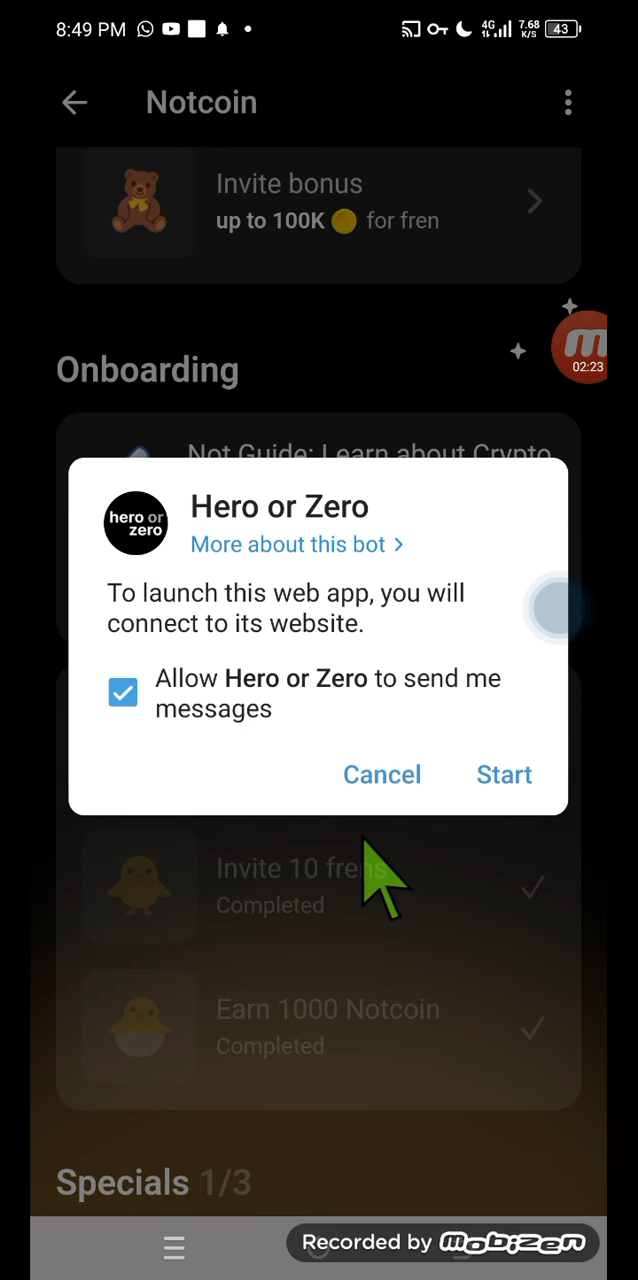 8:49 PM
4G
7.68
K/S
43
Notcoin
Invite bonus
up to 100K for fren
Onboarding
02:23
Not Guide: Learn about Crypto
hero or
zero
Hero or Zero
More about this bot
To launch this web app, you will
connect to its website.
Allow Hero or Zero to send me
messages
Cancel
Start
Invite 10 frens
Completed
Earn 1000 Notcoin
Completed
Specials 1/3
Recorded by mobizen